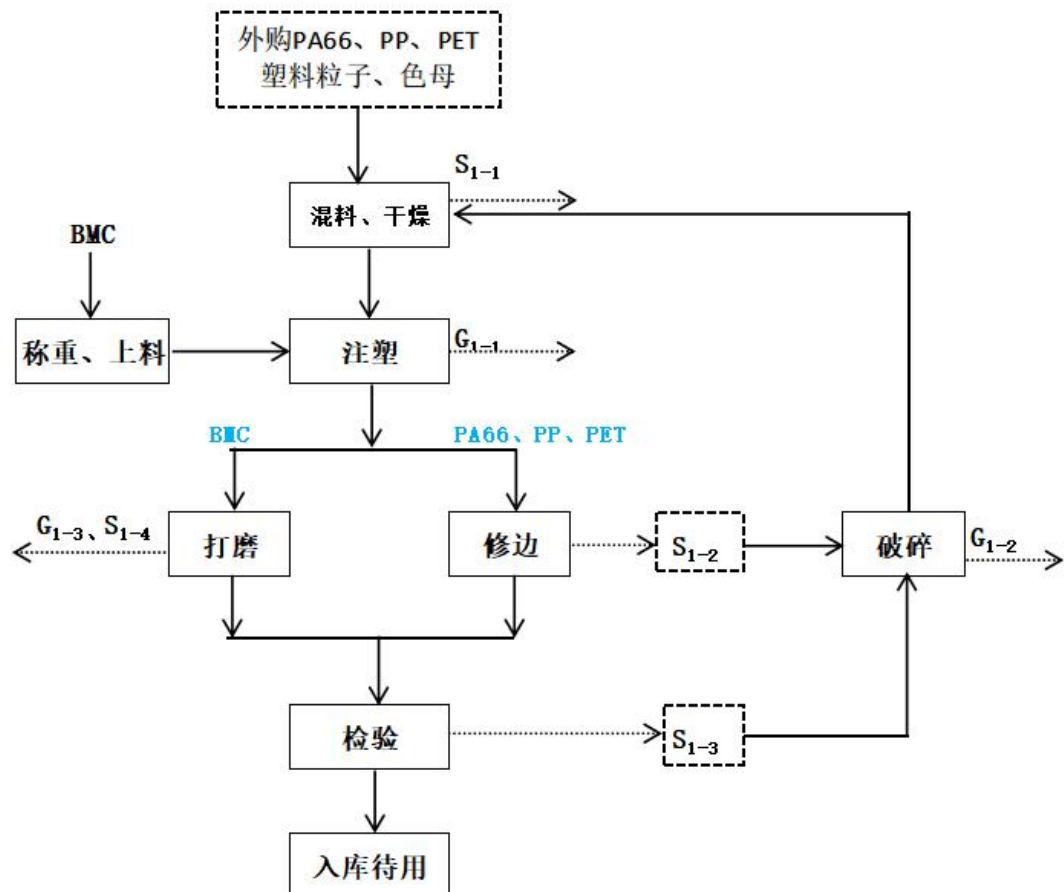 外购PA66、PP、PET
塑料粒子、色母
S1-1
混料、干燥
BMC
称重、上料
注塑
G1-1
BMC
PA66、PP、PET
G1-3、S1-4
打磨
修边
S1-2
破碎
G1-2
检验
S1-3
入库待用